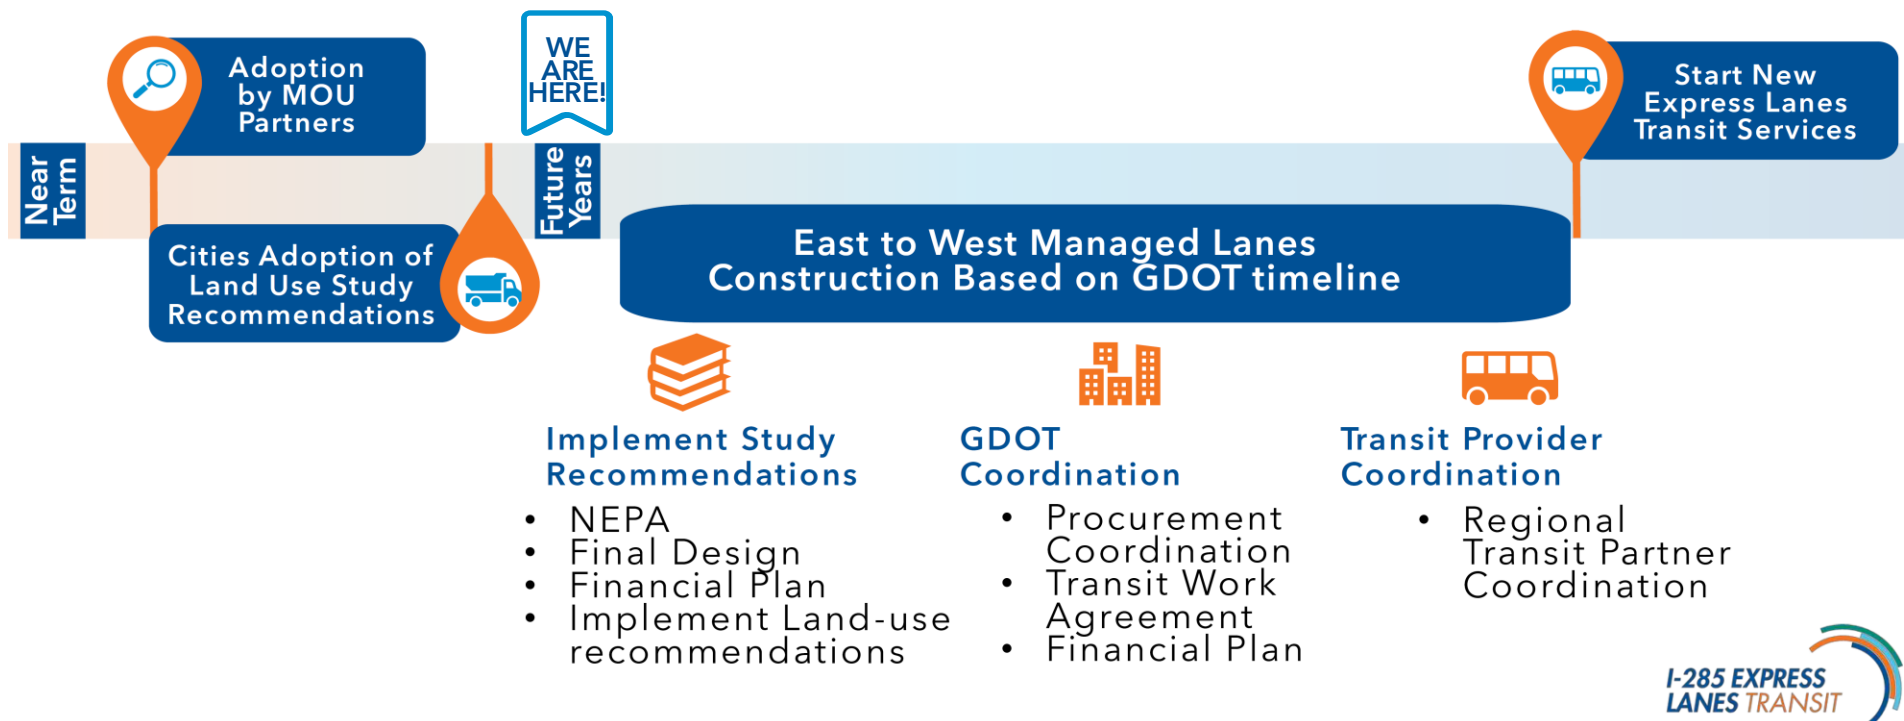 Near
Term
Adoption
by MOU
Partners
Cities Adoption of
Land Use Study
Recommendations
WE
ARE
HERE!
Future
Years
East to West Managed Lanes
Construction Based on GDOT timeline
Start New
Express Lanes
Transit Services
Implement Study
Recommendations
• NEPA
• Final Design
• Financial Plan
• Implement Land-use
recommendations
GDOT
Coordination
• Procurement
Coordination
• Transit Work
Agreement
• Financial Plan
Transit Provider
Coordination
• Regional
Transit Partner
Coordination
I-285 EXPRESS
LANES TRANSIT